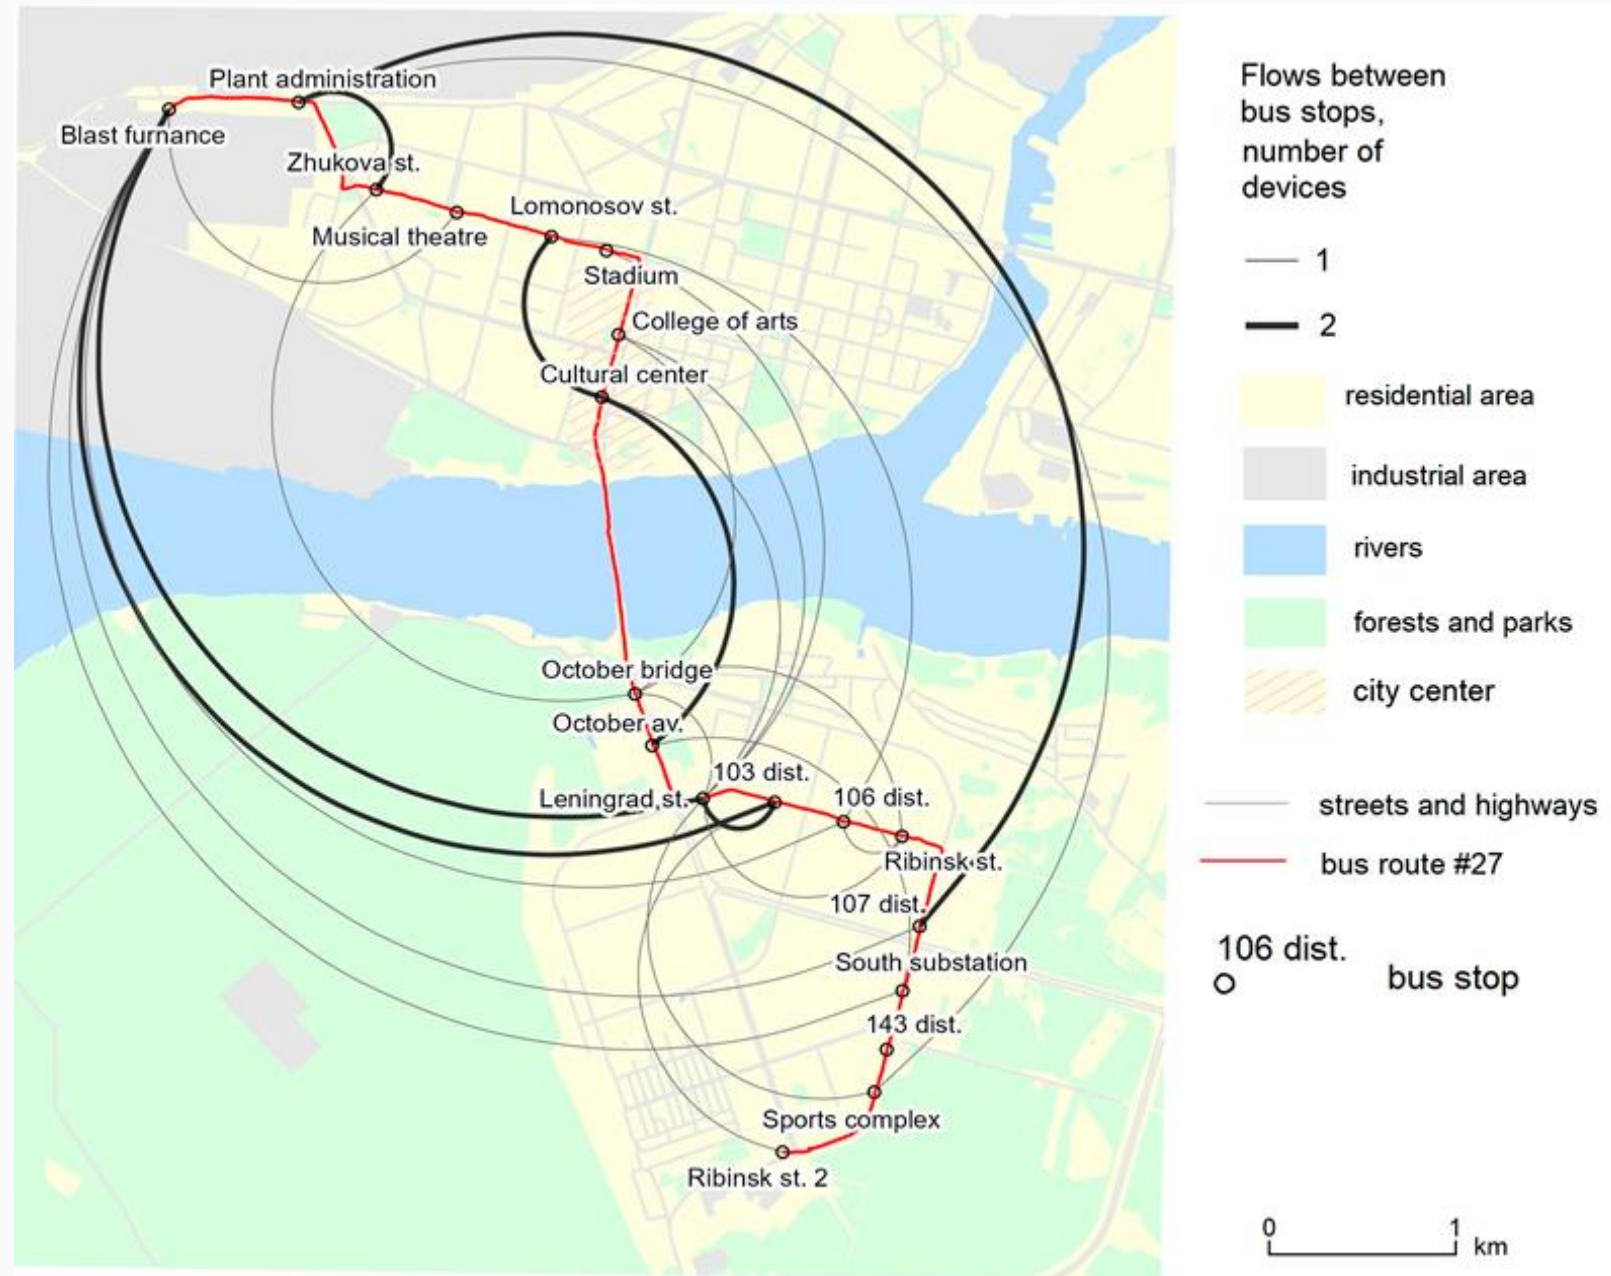 Plant administration
Blast furnance
Zhukova st.
Lomonosov st.
Musical theatre
Stadium
College of arts
Cultural center
October bridge
October av.
103 dist.
Leningrad st.
106 dist.
Ribinsk st.
107 dist.
South substation
143 dist.
Sports complex
Ribinsk st. 2
Flows between
bus stops,
number of
devices
1
2
residential area
industrial area
rivers
forests and parks
city center
streets and highways
bus route #27
106 dist.
bus stop
0 1
km